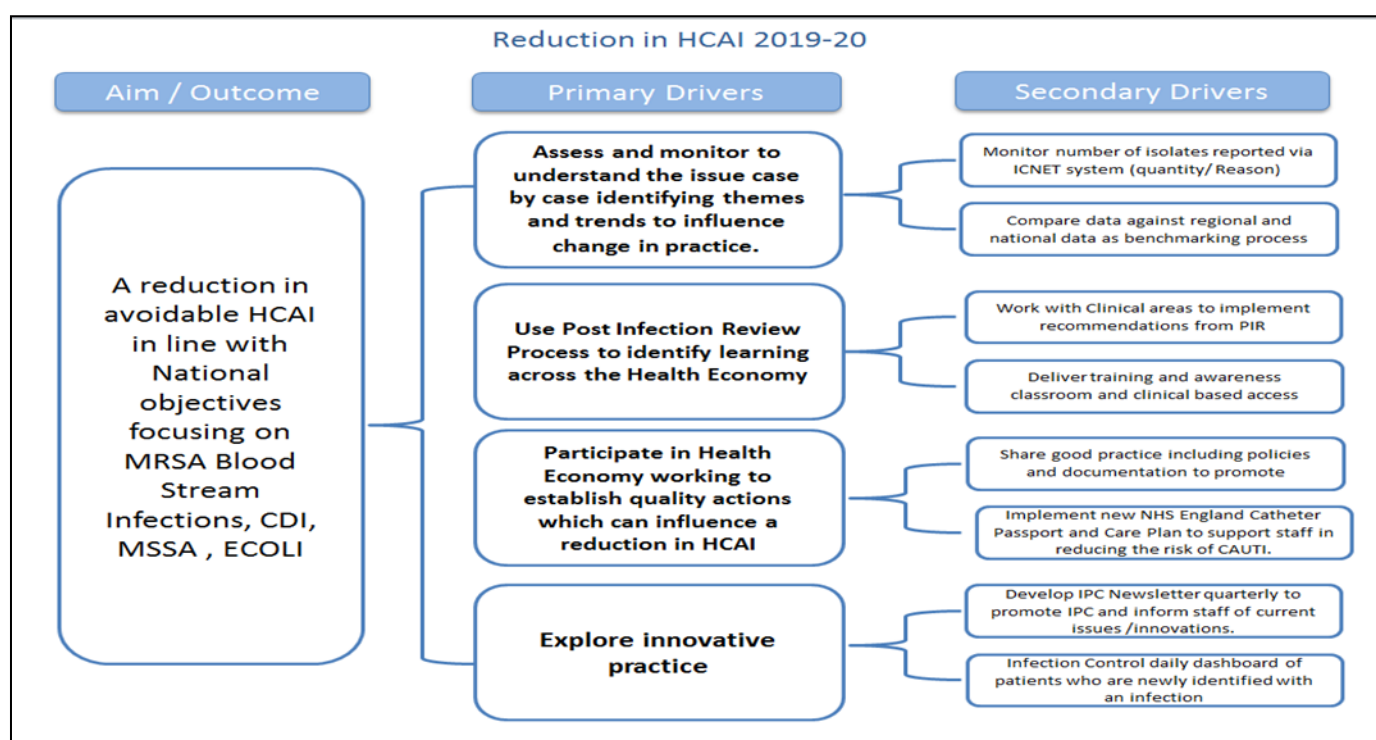 Reduction in HCAI 2019-20
Aim / Outcome
Primary Drivers
Secondary Drivers
A reduction in
avoidable HCAI
in line with
National
objectives
focusing on
MRSA Blood
Stream
Infections, CDI,
MSSA , ECOLI
Assess and monitor to
understand the issue case
by case identifying themes
and trends to influence
change in practice.
Monitor number of isolates reported via
ICNET system (quantity/ Reason)
Compare data against regional and
national data as benchmarking process
Use Post Infection Review
Process to identify learning
across the Health Economy
Work with Clinical areas to implement
recommendations from PIR
Deliver training and awareness
classroom and clinical based access
Participate in Health
Economy working to
establish quality actions
which can influence a
reduction in HCAI
Share good practice including policies
and documentation to promote
Implement new NHS England Catheter
Passport and Care Plan to support staff in
reducing the risk of CAUTI.
Explore innovative
practice
Develop IPC Newsletter quarterly to
promote IPC and inform staff of current
issues /innovations.
Infection Control daily dashboard of
patients who are newly identified with
an infection